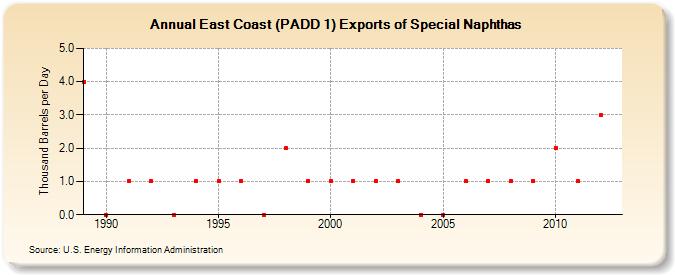 Annual East Coast (PADD 1) Exports of Special Naphthas
Thousand Barrels per Day
5.0
4.0
3.0
2.0
1.0
0.0
1990 1995 2000 2005 2010
Source: U.S. Energy Information Administration